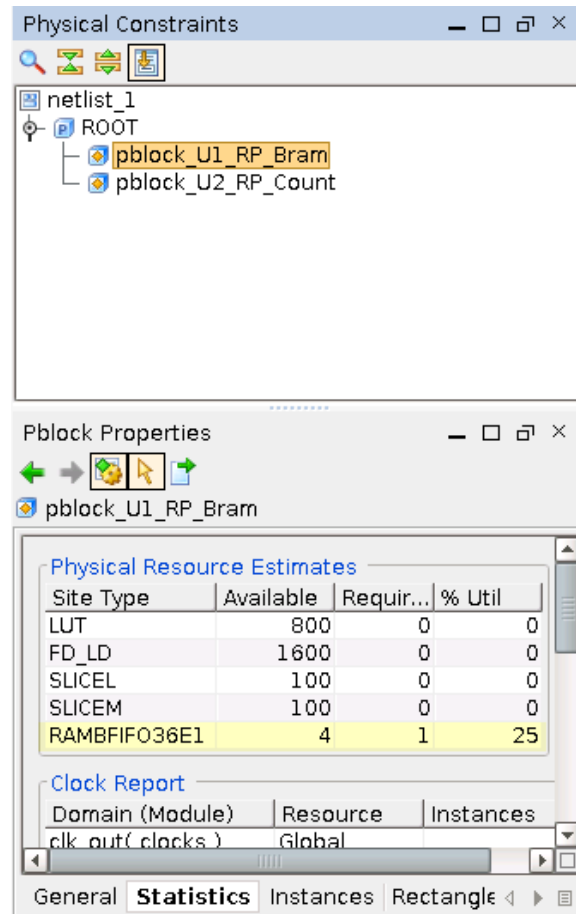 Physical Constraints
netlist_1
ROOT
pblock_U1_RP_Bram
pblock_U2_RP_Count
Pblock Properties
pblock_U1_RP_Bram
Physical Resource Estimates
Site Type Available Requir... % Util
LUT 800 0 0
FD_LD 1600 0 0
SLICEL 100 0 0
SLICEM 100 0 0
RAMBFIFO36E1 4 1 25
Clock Report
Domain (Module) Resource Instances
clk_out( clocks ) Global
General Statistics Instances Rectangle